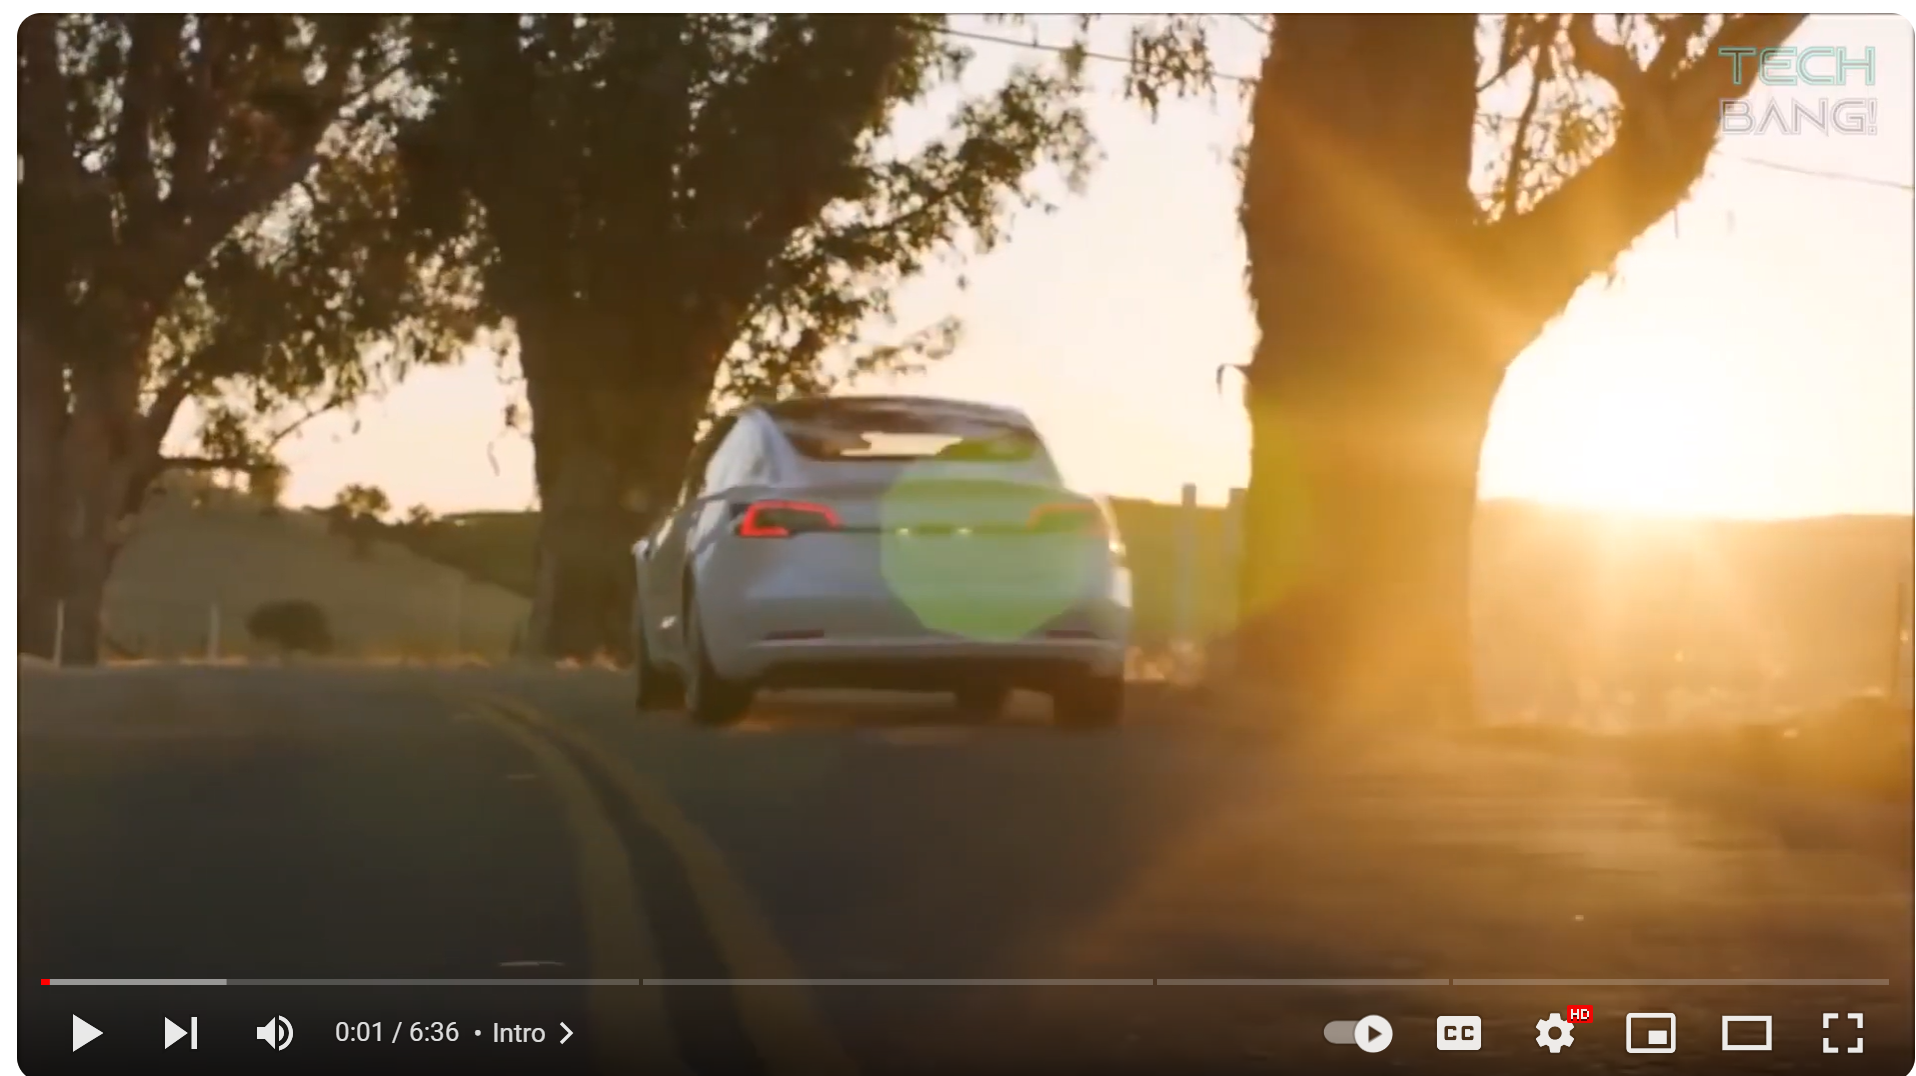 TECH
BANG!
0:01 / 6:36 • Intro
CC
HD